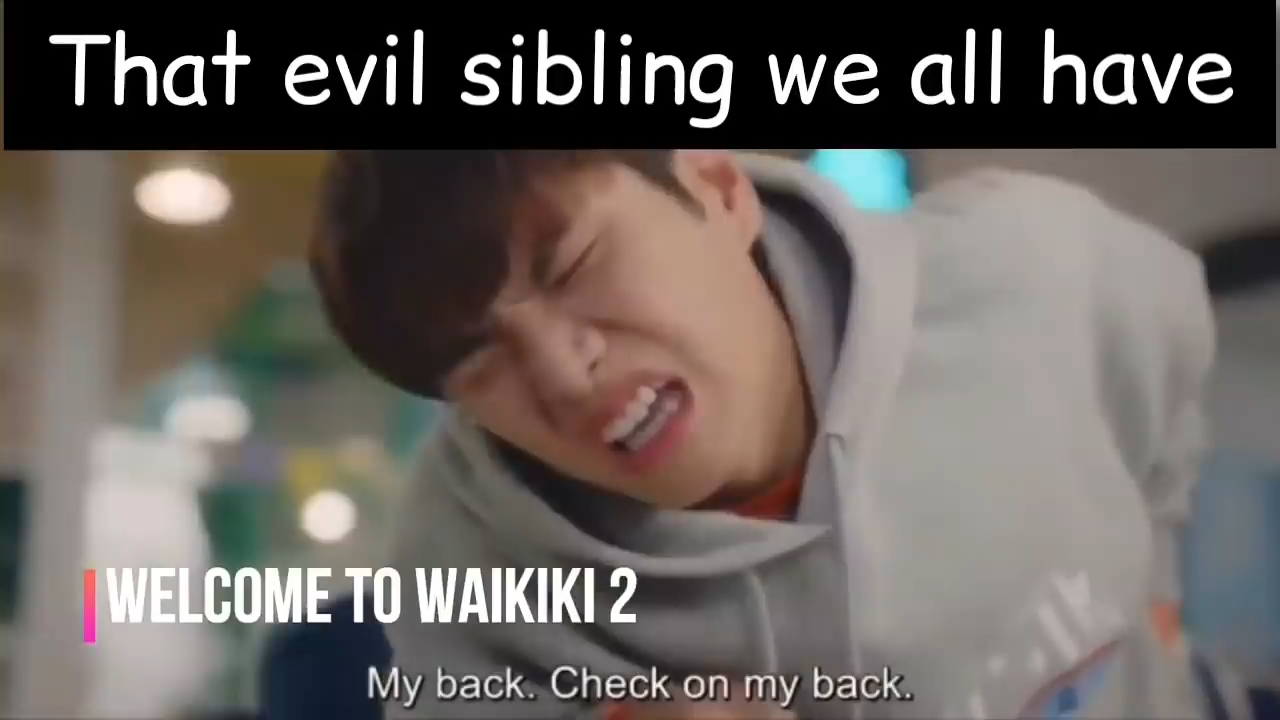 That evil sibling we all have
WELCOME TO WAIKIKI 2
My back. Check on my back.